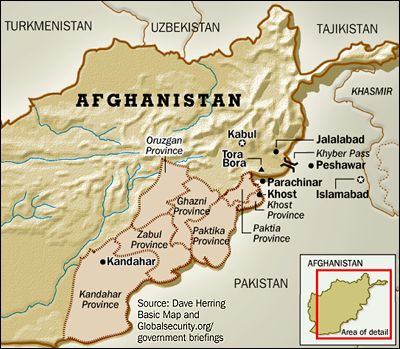 TURKMENISTAN
UZBEKISTAN
TAJIKISTAN
KHASMIR
AFGHANISTAN
Oruzgan
Province
Kabul
Jalalabad
Khyber Pass
Tora
Bora
Peshawar
Parachinar
Islamabad
Khost
Khost
Province
Ghazni
Province
Paktia
Province
Zabul
Province
Paktika
Province
Kandahar
Kandahar
Province
PAKISTAN
Source: Dave Herring
Basic Map and
Globalsecurity.org/
government briefings
AFGHANISTAN
Area of detail